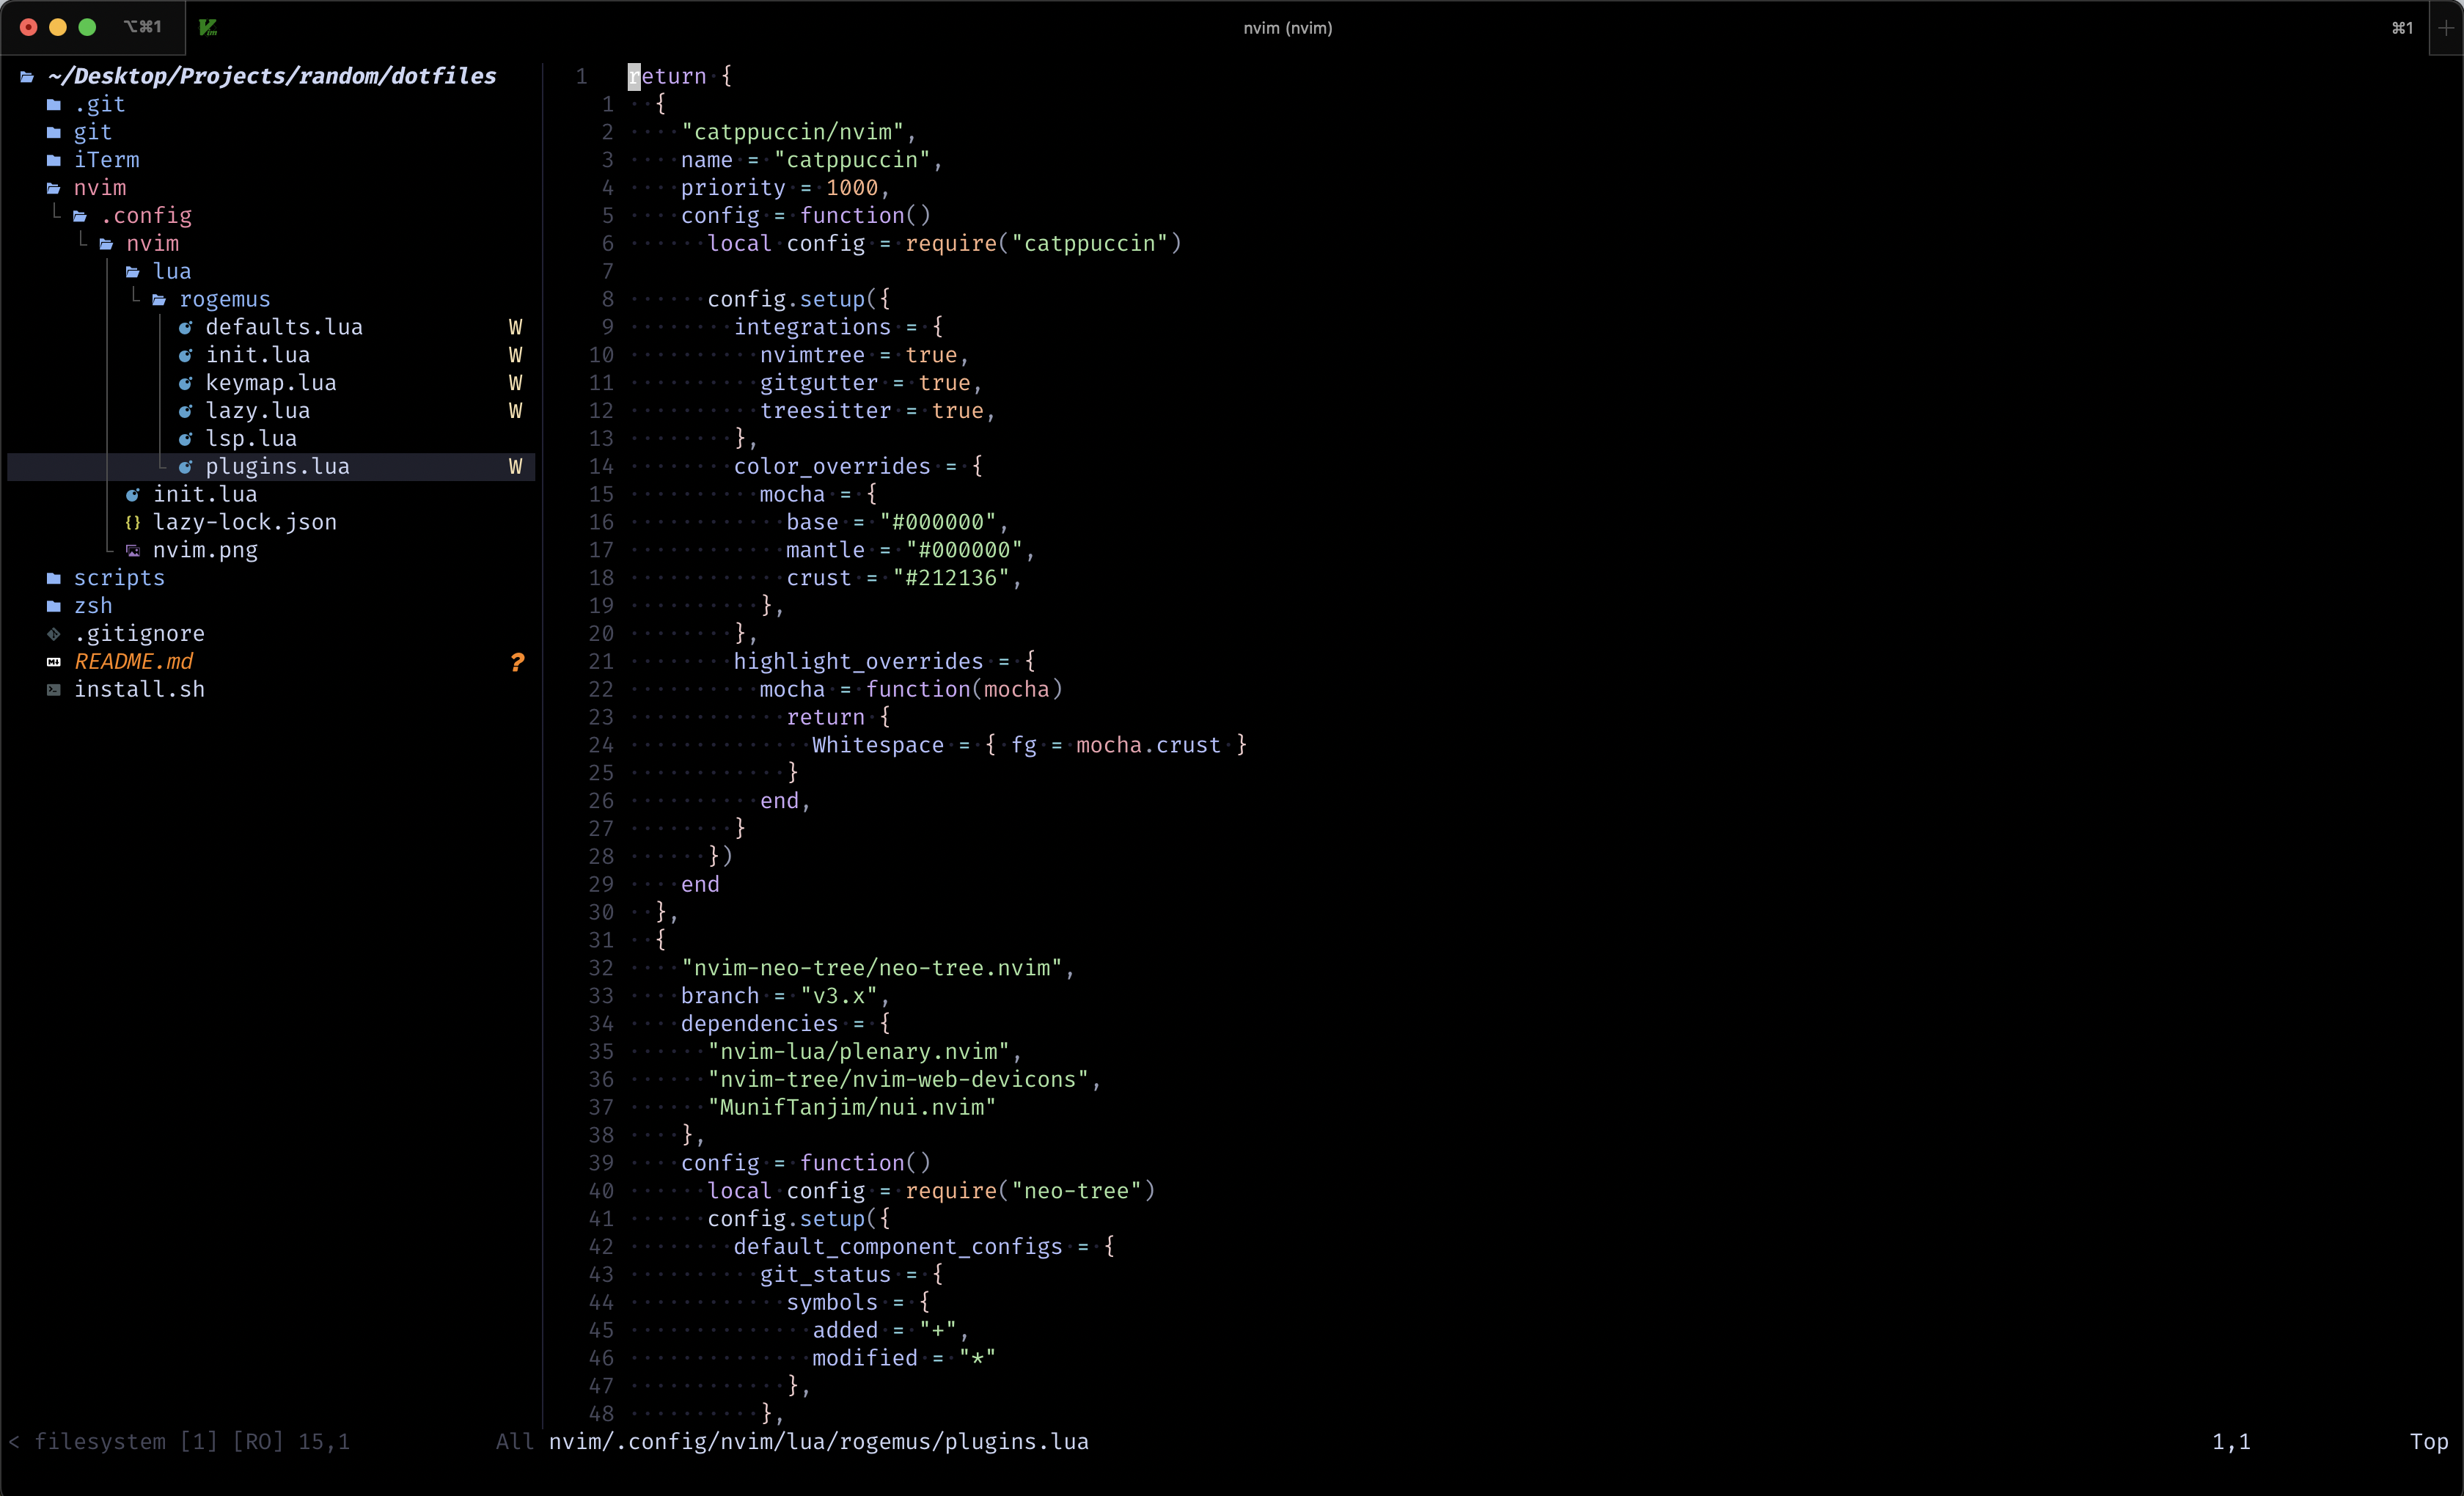 ⌥⌘1
nvim (nvim)
⌘1
~/Desktop/Projects/random/dotfiles
.git
git
iTerm
nvim
.config
nvim
lua
rogemus
defaults.lua W
init.lua W
keymap.lua W
lazy.lua W
lsp.lua
plugins.lua W
init.lua
lazy-lock.json
nvim.png
scripts
zsh
.gitignore
README.md ?
install.sh
1 return {
1 {
2 "catppuccin/nvim",
3 name = "catppuccin",
4 priority = 1000,
5 config = function()
6 local config = require("catppuccin")
7
8 config.setup({
9 integrations = {
10 nvimtree = true,
11 gitgutter = true,
12 treesitter = true,
13 },
14 color_overrides = {
15 mocha = {
16 base = "#000000",
17 mantle = "#000000",
18 crust = "#212136",
19 },
20 },
21 highlight_overrides = {
22 mocha = function(mocha)
23 return {
24 Whitespace = { fg = mocha.crust }
25 }
26 end,
27 }
28 })
29 end
30 },
31 {
32 "nvim-neo-tree/neo-tree.nvim",
33 branch = "v3.x",
34 dependencies = {
35 "nvim-lua/plenary.nvim",
36 "nvim-tree/nvim-web-devicons",
37 "MunifTanjim/nui.nvim"
38 },
39 config = function()
40 local config = require("neo-tree")
41 config.setup({
42 default_component_configs = {
43 git_status = {
44 symbols = {
45 added = "+",
46 modified = "*"
47 },
48 },
< filesystem [1] [RO] 15,1 All nvim/.config/nvim/lua/rogemus/plugins.lua 1,1 Top